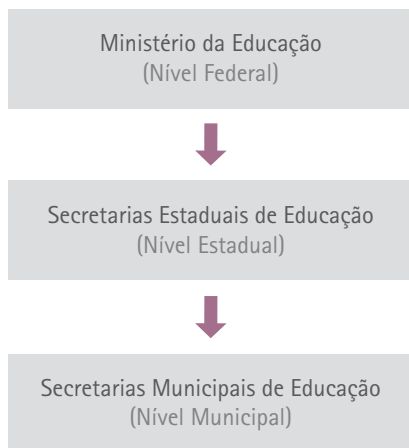 Ministério da Educação
(Nível Federal)
Secretarias Estaduais de Educação
(Nível Estadual)
Secretarias Municipais de Educação
(Nível Municipal)